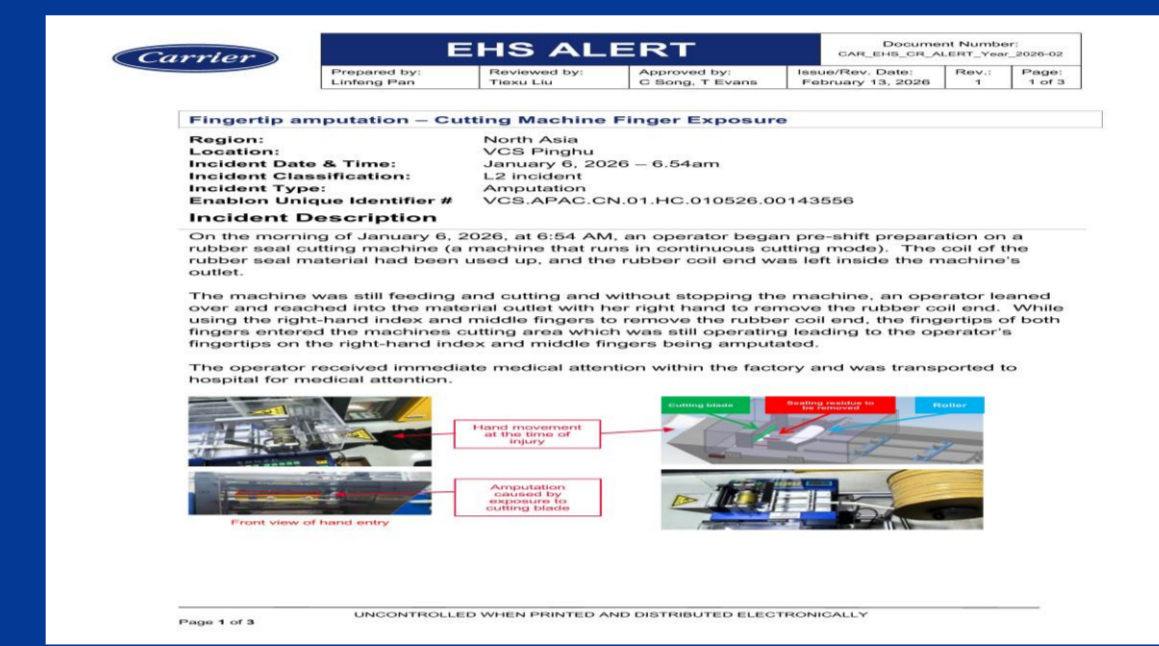 Carrier
EHS ALERT
Document Number:
CAR_EHS_CR_ALERT_Year_2026-02
Prepared by:
Linfeng Pan
Reviewed by:
Tiexu Liu
Approved by:
C Song, T Evans
Issue/Rev. Date:
February 13, 2026
Rev.:
1
Page:
1 of 3
Fingertip amputation – Cutting Machine Finger Exposure
Region: North Asia
Location: VCS Pinghu
Incident Date & Time: January 6, 2026 – 6.54am
Incident Classification: L2 incident
Incident Type: Amputation
Enablon Unique Identifier # VCS.APAC.CN.01.HC.010526.00143556
Incident Description
On the morning of January 6, 2026, at 6:54 AM, an operator began pre-shift preparation on a
rubber seal cutting machine (a machine that runs in continuous cutting mode). The coil of the
rubber seal material had been used up, and the rubber coil end was left inside the machine's
outlet.
The machine was still feeding and cutting and without stopping the machine, an operator leaned
over and reached into the material outlet with her right hand to remove the rubber coil end. While
using the right-hand index and middle fingers to remove the rubber coil end, the fingertips of both
fingers entered the machines cutting area which was still operating leading to the operator's
fingertips on the right-hand index and middle fingers being amputated.
The operator received immediate medical attention within the factory and was transported to
hospital for medical attention.
Hand movement
at the time of
injury
Cutting blade
Sealing residue to
be removed
Roller
Amputation
caused by
exposure to
cutting blade
Front view of hand entry
UNCONTROLLED WHEN PRINTED AND DISTRIBUTED ELECTRONICALLY
Page 1 of 3